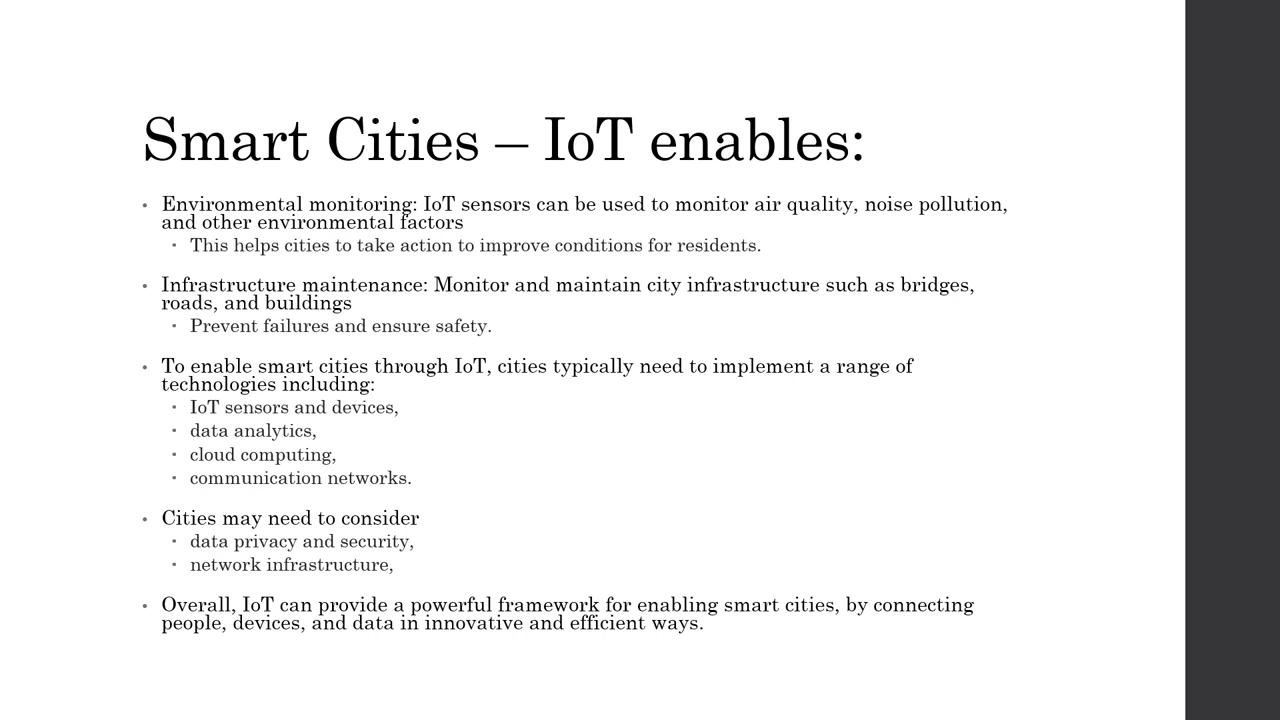 Smart Cities – IoT enables:
• Environmental monitoring: IoT sensors can be used to monitor air quality, noise pollution,
and other environmental factors
▪ This helps cities to take action to improve conditions for residents.
• Infrastructure maintenance: Monitor and maintain city infrastructure such as bridges,
roads, and buildings
▪ Prevent failures and ensure safety.
• To enable smart cities through IoT, cities typically need to implement a range of
technologies including:
▪ IoT sensors and devices,
▪ data analytics,
▪ cloud computing,
▪ communication networks.
• Cities may need to consider
▪ data privacy and security,
▪ network infrastructure,
• Overall, IoT can provide a powerful framework for enabling smart cities, by connecting
people, devices, and data in innovative and efficient ways.